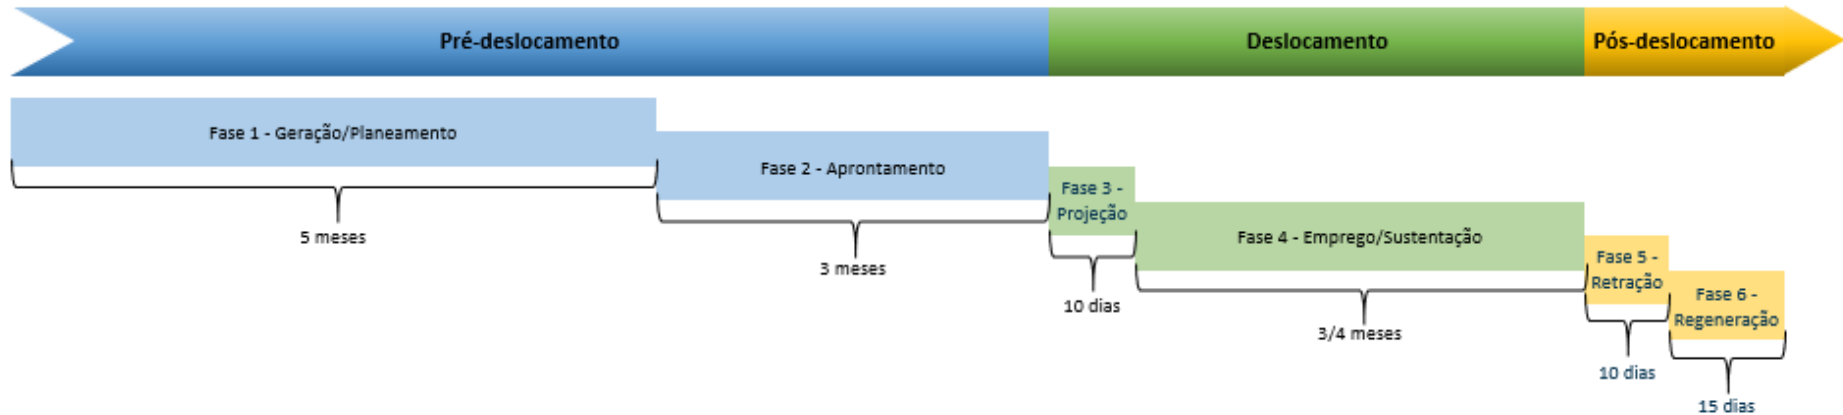 Pré-deslocamento
Deslocamento
Pós-deslocamento
Fase 1 - Geração/Planeamento
5 meses
Fase 2 - Aprontamento
3 meses
Fase 3 -
Projeção
10 dias
Fase 4 - Emprego/Sustentação
3/4 meses
Fase 5 -
Retração
10 dias
Fase 6 -
Regeneração
15 dias